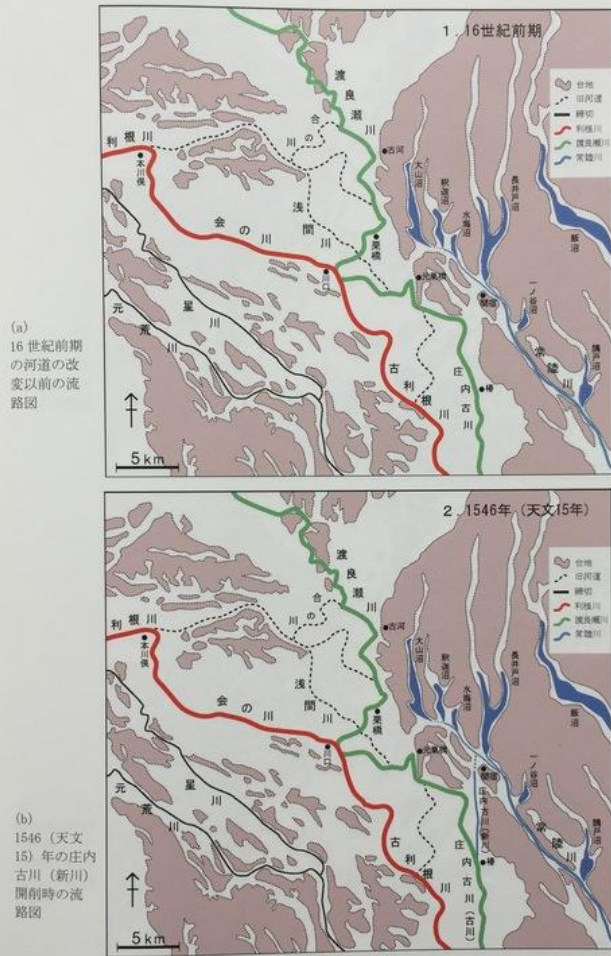 (a)
16世紀前期
の河道の改
変以前の流
路図
1.16世紀前期
台地
旧河道
締切
利根川
渡良瀬川
常陸川
渡良瀬川
合の川
利根川
本川俣
古河
大山沼
釈迦沼
水海沼
長井戸沼
飯沼
浅間川
会の川
栗橋
川口
元栗橋
関宿
一ノ谷沼
星川
元荒川
古利根川
庄内古川
椿
常陸川
鵠戸沼
5km
(b)
1546(天文
15)年の庄内
古川(新川)
開削時の流
路図
2.1546年(天文15年)
台地
旧河道
締切
利根川
渡良瀬川
常陸川
渡良瀬川
合の川
利根川
本川俣
古河
大山沼
釈迦沼
水海沼
長井戸沼
飯沼
浅間川
会の川
栗橋
川口
元栗橋
関宿
一ノ谷沼
庄内古川(新川)
星川
元荒川
古利根川
庄内古川(古川)
椿
常陸川
鵠戸沼
5km